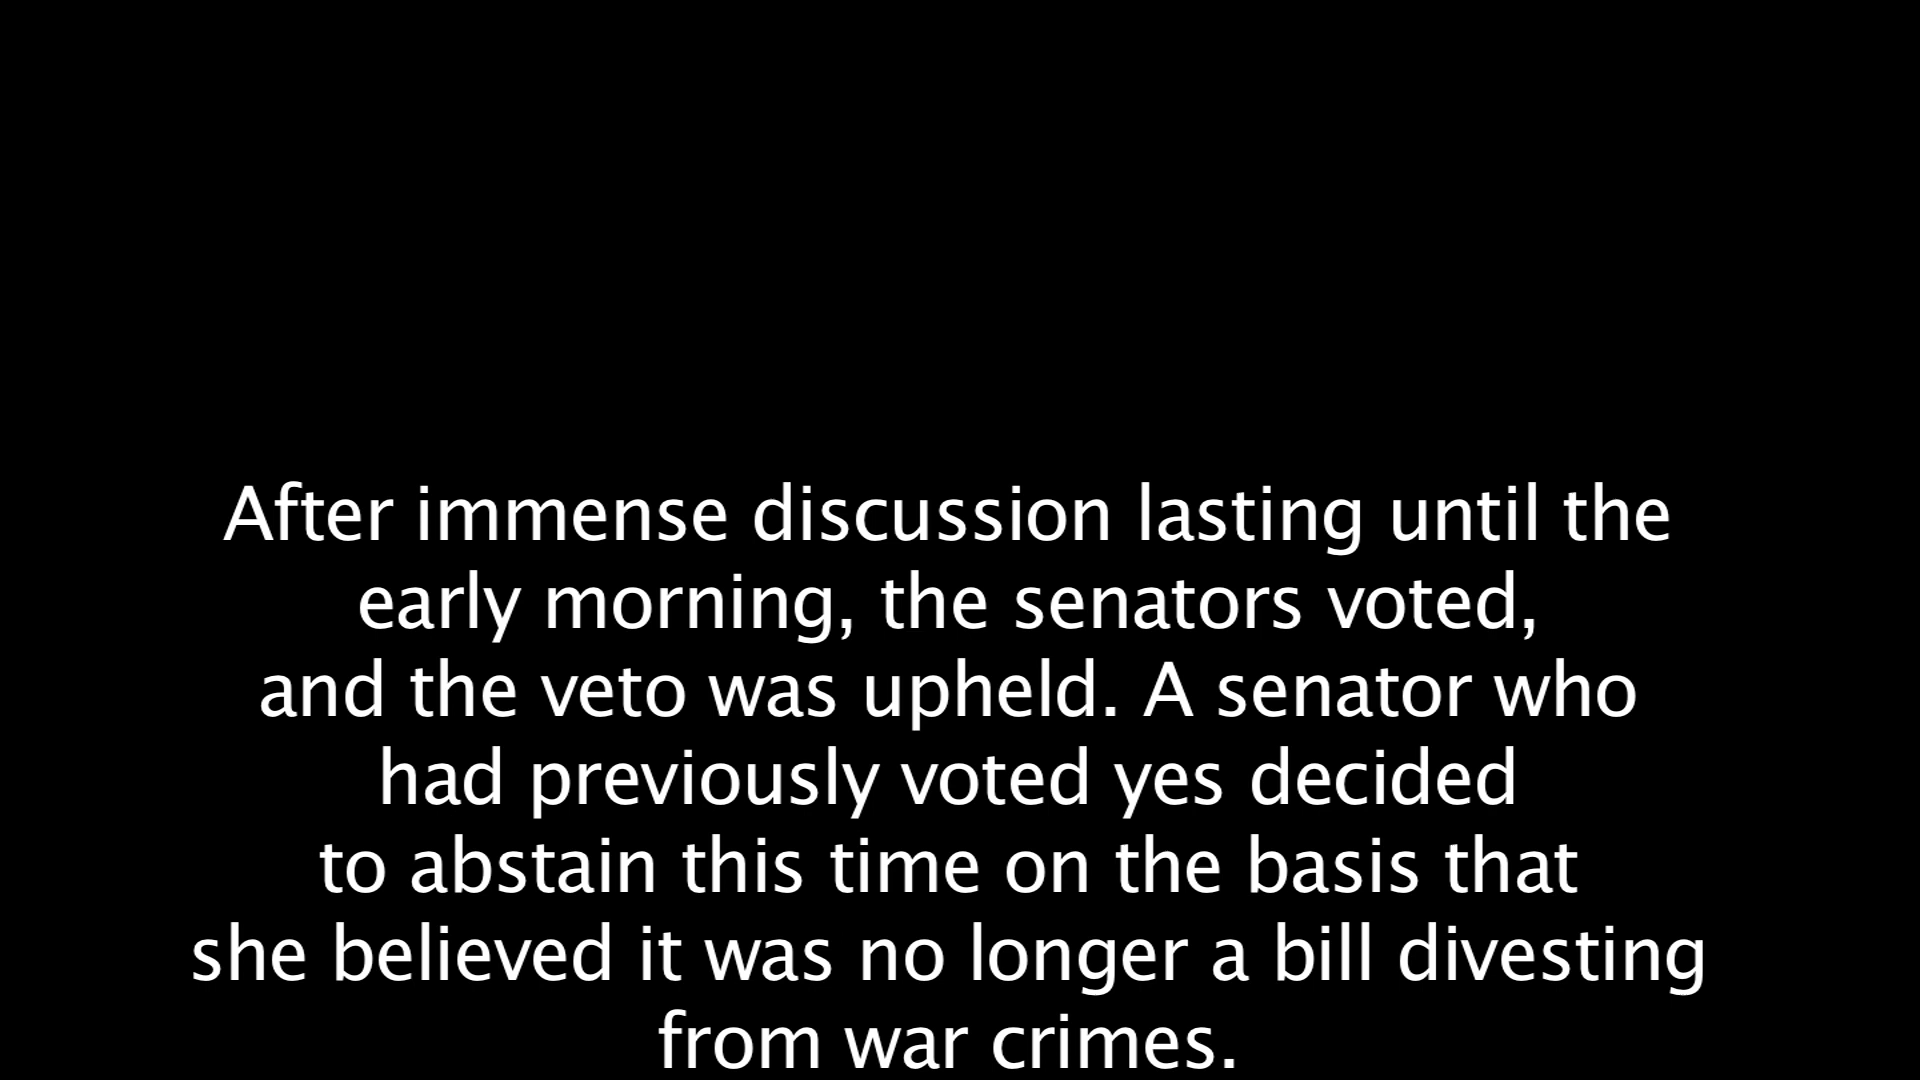 After immense discussion lasting until the
early morning, the senators voted,
and the veto was upheld. A senator who
had previously voted yes decided
to abstain this time on the basis that
she believed it was no longer a bill divesting
from war crimes.